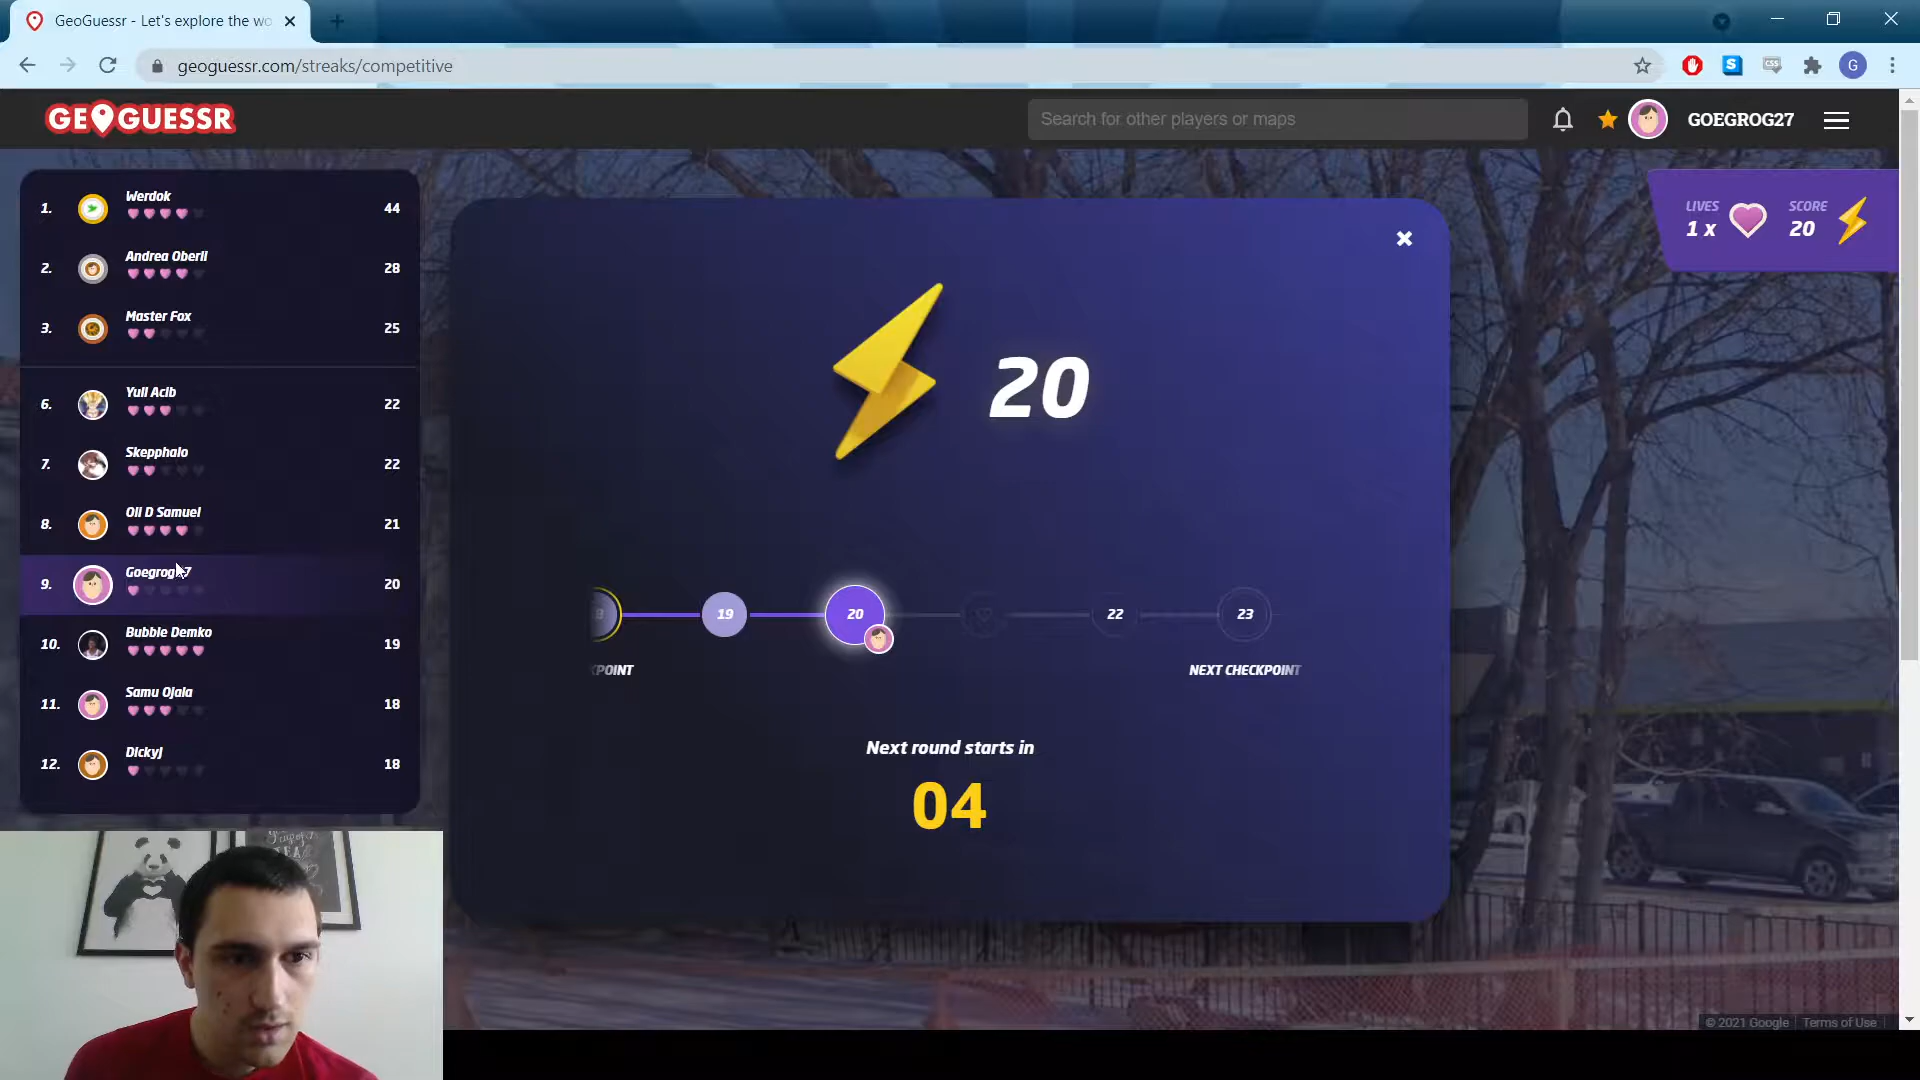 GeoGuessr - Let's explore the wo
geoguessr.com/streaks/competitive
G
GEOGUESSR
Search for other players or maps
GOEGROG27
1. Werdok 44
2. Andrea Oberli 28
3. Master Fox 25
6. Yuli Acib 22
7. Skepphalo 22
8. Oli D Samuel 21
9. Goegrog27 20
10. Bubble Demko 19
11. Samu Ojala 18
12. Dickyj 18
LIVES
1 x
SCORE
20
20
19 20 22 23
NEXT CHECKPOINT
Next round starts in
04
TEA
© 2021 Google Terms of Use